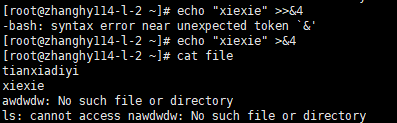 [root@zhanghy114-l-2 ~]# echo "xiexie" >>&4
-bash: syntax error near unexpected token `&'
[root@zhanghy114-l-2 ~]# echo "xiexie" >&4
[root@zhanghy114-l-2 ~]# cat file
tianxiadiyi
xiexie
awdwdw: No such file or directory
ls: cannot access nawdwdw: No such file or directory